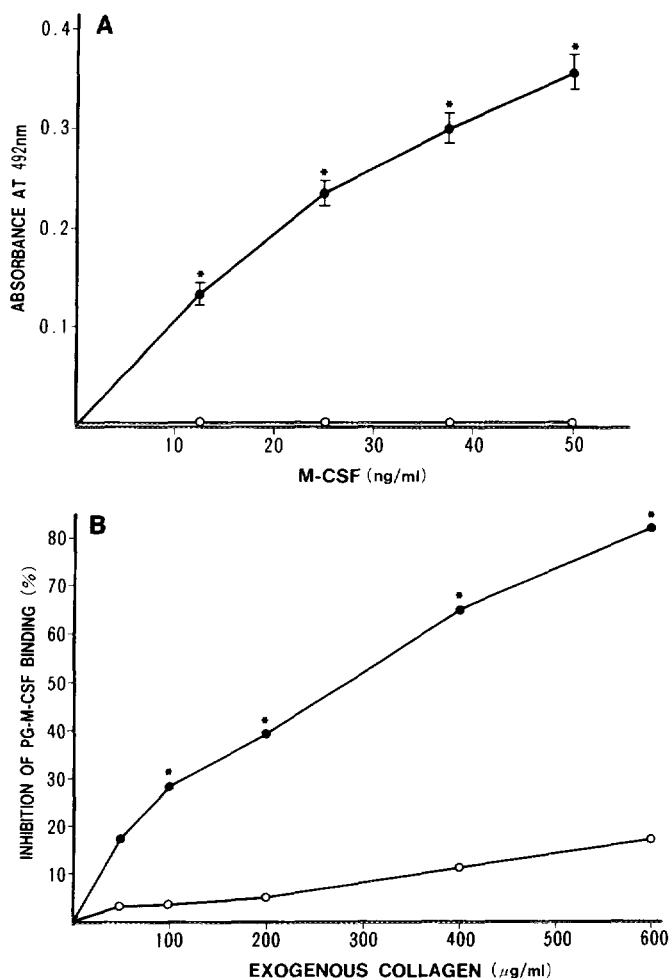 A
ABSORBANCE AT 492nm
0.4
0.3
0.2
0.1
* * * *
10 20 30 40 50
M-CSF (ng/ml)
B
INHIBITION OF PG-M-CSF BINDING (%)
80
70
60
50
40
30
20
10
* * * *
100 200 300 400 500 600
EXOGENOUS COLLAGEN (μg/ml)